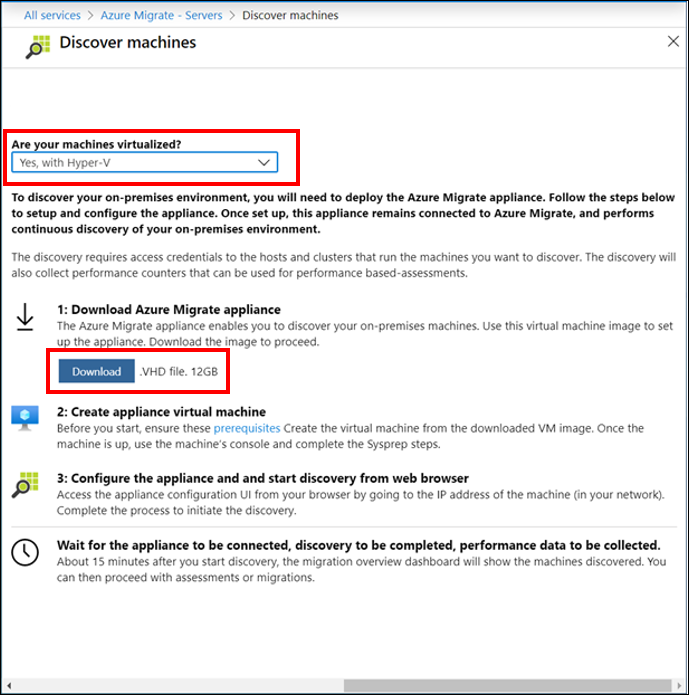 All services > Azure Migrate - Servers > Discover machines
Discover machines
Are your machines virtualized?
Yes, with Hyper-V
To discover your on-premises environment, you will need to deploy the Azure Migrate appliance. Follow the steps below
to setup and configure the appliance. Once set up, this appliance remains connected to Azure Migrate, and performs
continuous discovery of your on-premises environment.
The discovery requires access credentials to the hosts and clusters that run the machines you want to discover. The discovery will
also collect performance counters that can be used for performance based-assessments.
1: Download Azure Migrate appliance
The Azure Migrate appliance enables you to discover your on-premises machines. Use this virtual machine image to set
up the appliance. Download the image to proceed.
Download .VHD file. 12GB
2: Create appliance virtual machine
Before you start, ensure these prerequisites Create the virtual machine from the downloaded VM image. Once the
machine is up, use the machine's console and complete the Sysprep steps.
3: Configure the appliance and and start discovery from web browser
Access the appliance configuration UI from your browser by going to the IP address of the machine (in your network).
Complete the process to initiate the discovery.
Wait for the appliance to be connected, discovery to be completed, performance data to be collected.
About 15 minutes after you start discovery, the migration overview dashboard will show the machines discovered. You
can then proceed with assessments or migrations.